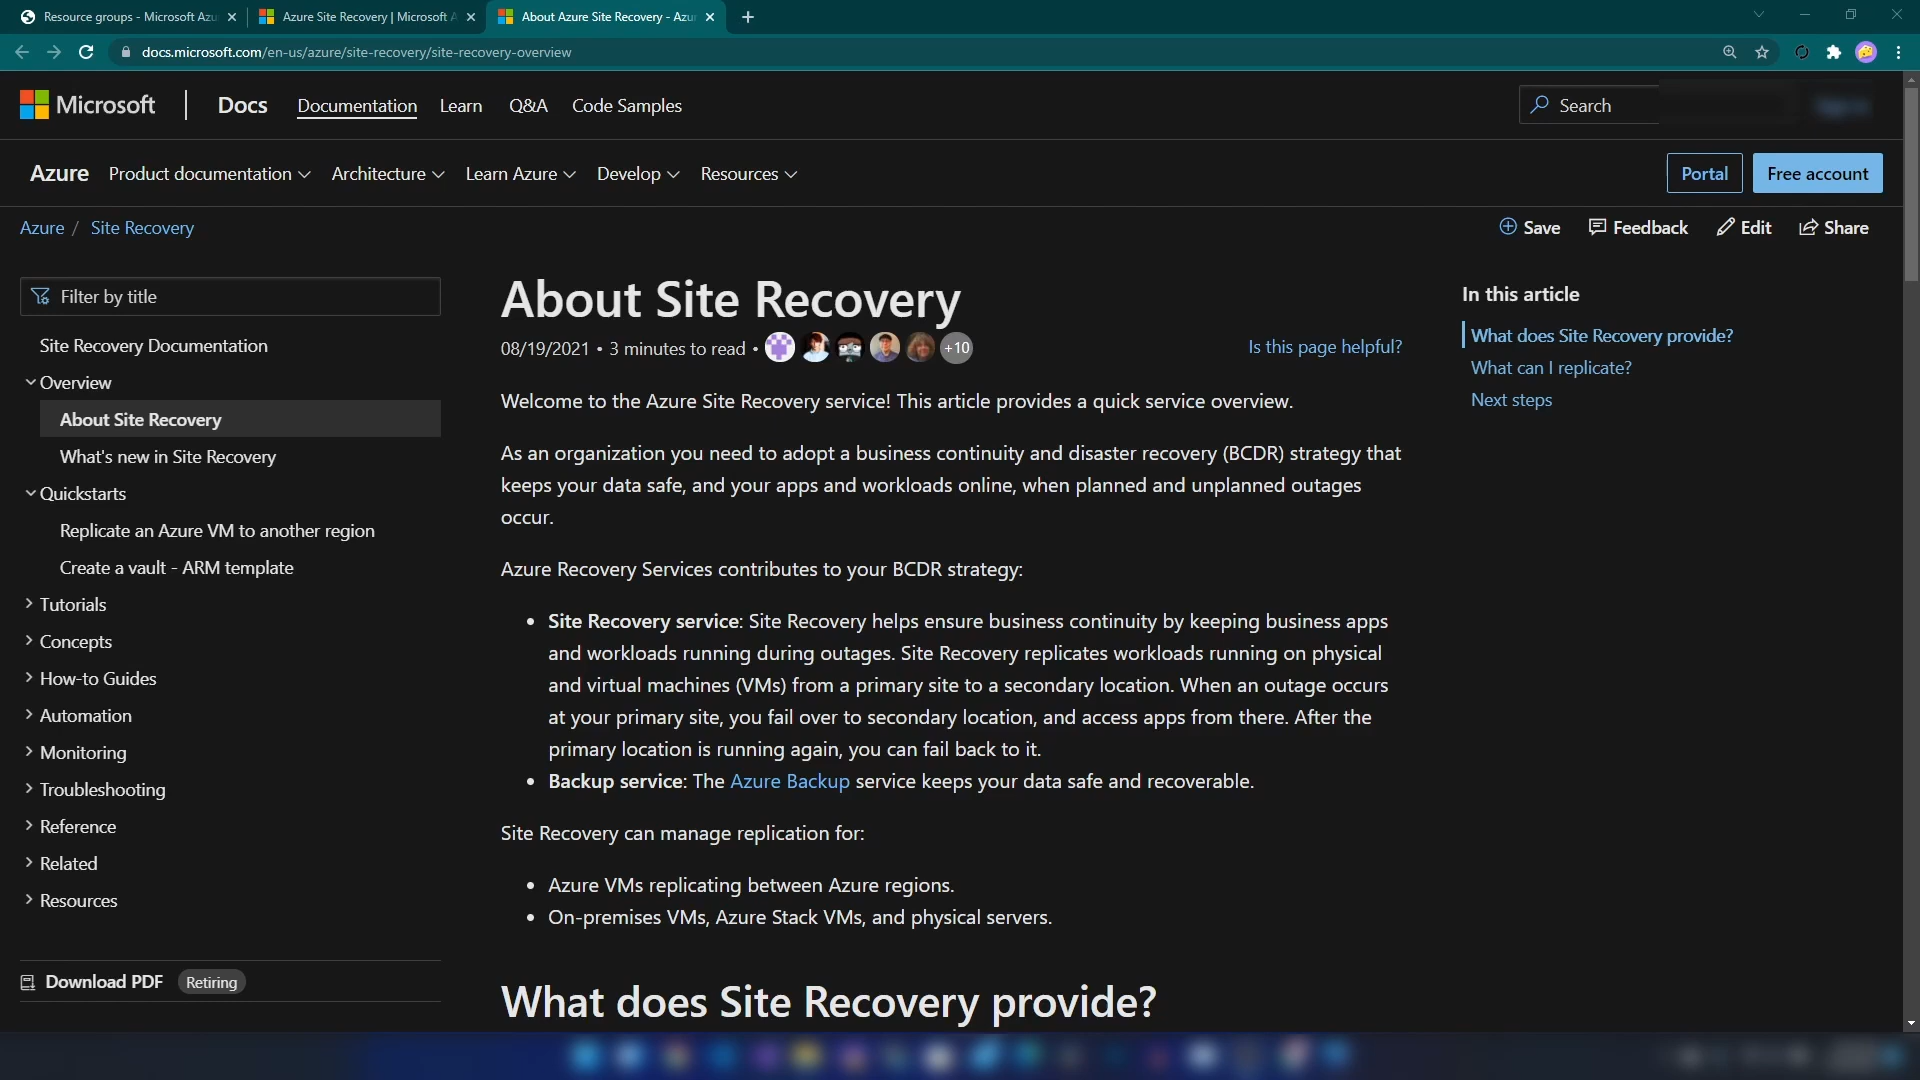 Resource groups - Microsoft Azu
Azure Site Recovery | Microsoft A
About Azure Site Recovery - Azur
docs.microsoft.com/en-us/azure/site-recovery/site-recovery-overview
Microsoft
Docs Documentation Learn Q&A Code Samples
Search
Azure Product documentation Architecture Learn Azure Develop Resources
Portal Free account
Azure / Site Recovery
Save Feedback Edit Share
Filter by title
Site Recovery Documentation
Overview
About Site Recovery
What's new in Site Recovery
Quickstarts
Replicate an Azure VM to another region
Create a vault - ARM template
Tutorials
Concepts
How-to Guides
Automation
Monitoring
Troubleshooting
Reference
Related
Resources
Download PDF Retiring
About Site Recovery
08/19/2021 • 3 minutes to read • +10
Is this page helpful?
Welcome to the Azure Site Recovery service! This article provides a quick service overview.
As an organization you need to adopt a business continuity and disaster recovery (BCDR) strategy that
keeps your data safe, and your apps and workloads online, when planned and unplanned outages
occur.
Azure Recovery Services contributes to your BCDR strategy:
• Site Recovery service: Site Recovery helps ensure business continuity by keeping business apps
and workloads running during outages. Site Recovery replicates workloads running on physical
and virtual machines (VMs) from a primary site to a secondary location. When an outage occurs
at your primary site, you fail over to secondary location, and access apps from there. After the
primary location is running again, you can fail back to it.
• Backup service: The Azure Backup service keeps your data safe and recoverable.
Site Recovery can manage replication for:
• Azure VMs replicating between Azure regions.
• On-premises VMs, Azure Stack VMs, and physical servers.
What does Site Recovery provide?
In this article
What does Site Recovery provide?
What can I replicate?
Next steps